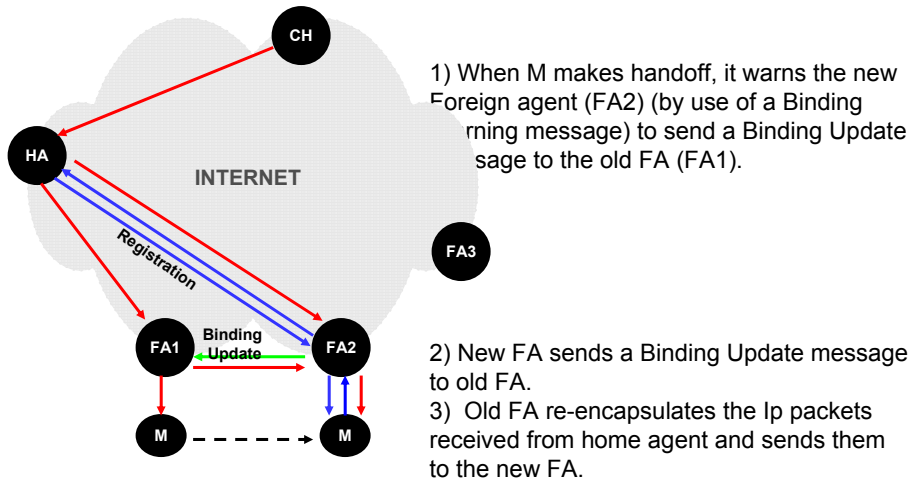 CH
1) When M makes handoff, it warns the new
Foreign agent (FA2) (by use of a Binding
message) to send a Binding Update
to the old FA (FA1).
HA
INTERNET
Registration
FA3
FA1
Binding
Update
FA2
2) New FA sends a Binding Update message
to old FA.
3) Old FA re-encapsulates the Ip packets
received from home agent and sends them
to the new FA.
M
M